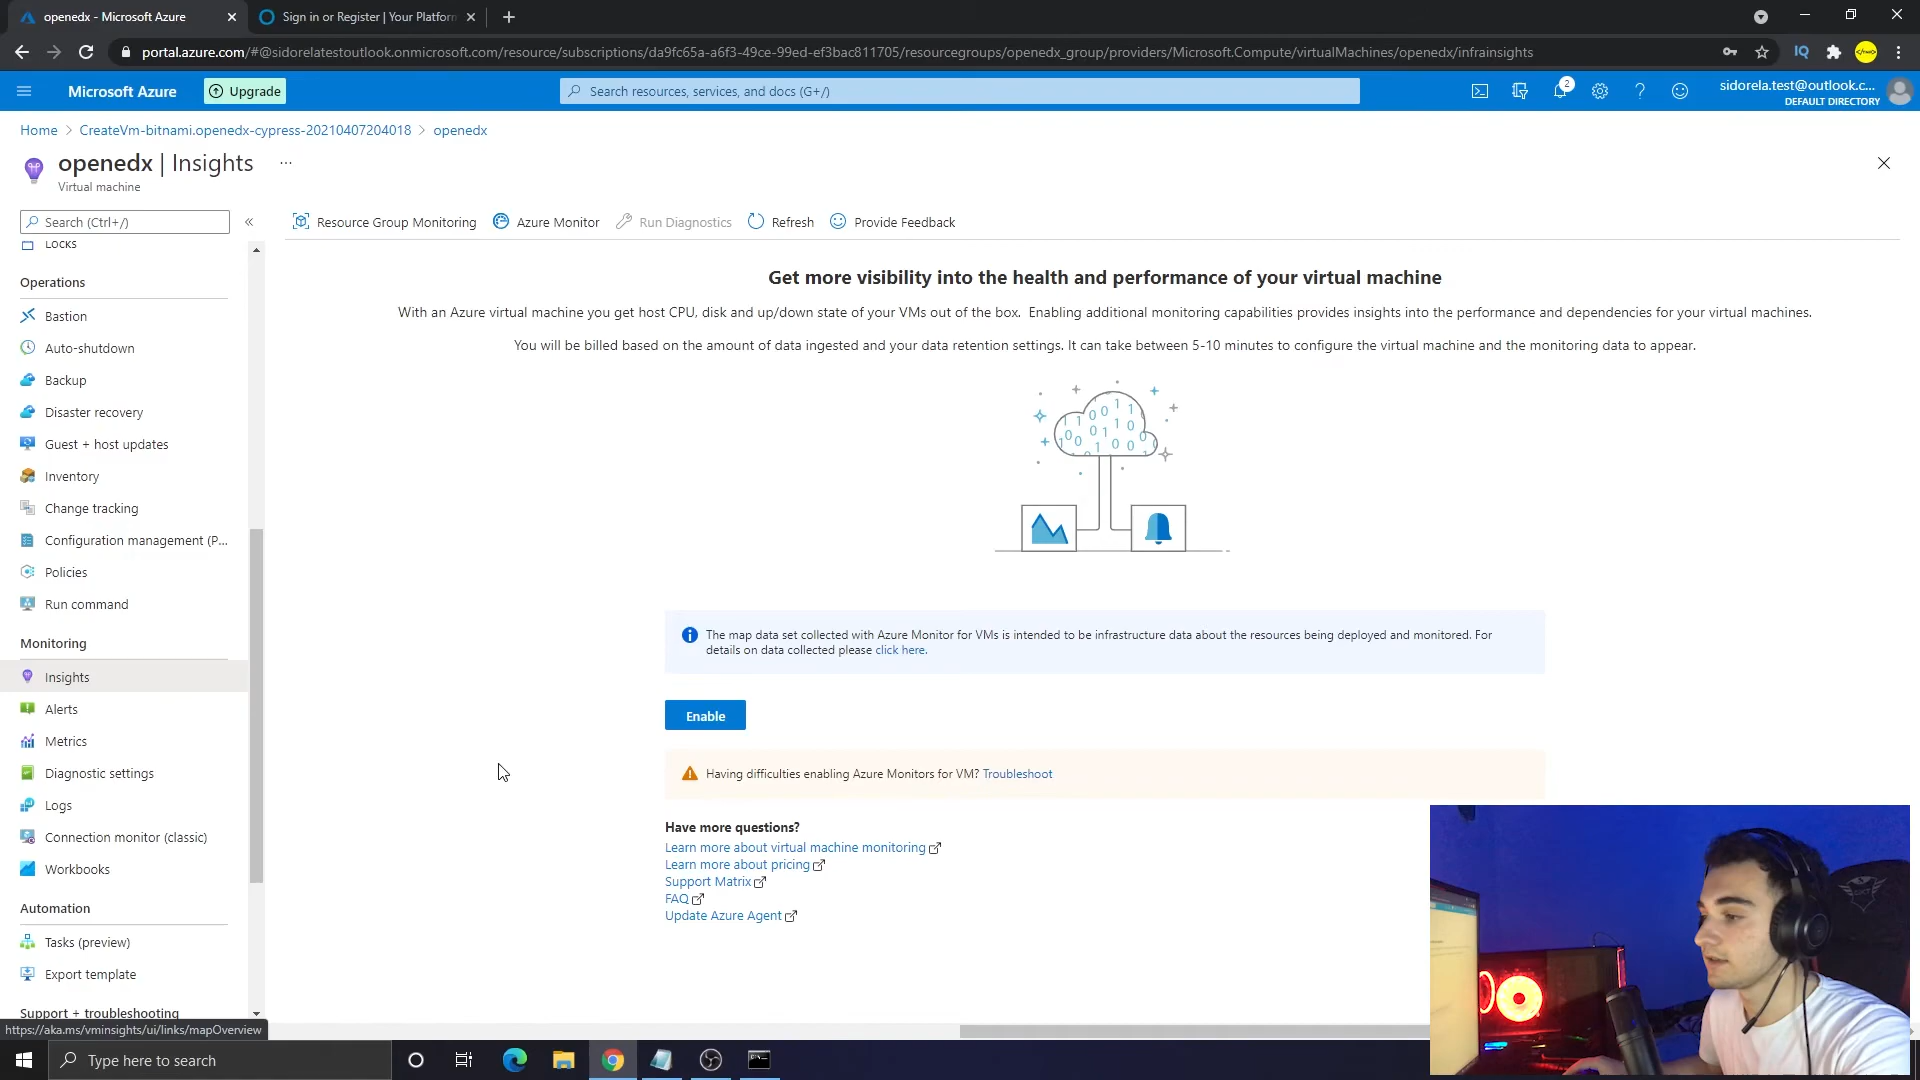 openedx - Microsoft Azure
Sign in or Register | Your Platform
portal.azure.com/#@sidorelatestoutlook.onmicrosoft.com/resource/subscriptions/da9fc65a-a6f3-49ce-99ed-ef3bac811705/resourcegroups/openedx_group/providers/Microsoft.Compute/virtualMachines/openedx/infrainsights
IQ
Microsoft Azure
Upgrade
Search resources, services, and docs (G+/)
2
sidorela.test@outlook.c...
DEFAULT DIRECTORY
Home > CreateVm-bitnami.openedx-cypress-20210407204018 > openedx
openedx | Insights
...
Virtual machine
Search (Ctrl+/)
«
Resource Group Monitoring
Azure Monitor
Run Diagnostics
Refresh
Provide Feedback
Locks
Operations
Bastion
Auto-shutdown
Backup
Disaster recovery
Guest + host updates
Inventory
Change tracking
Configuration management (P...
Policies
Run command
Monitoring
Insights
Alerts
Metrics
Diagnostic settings
Logs
Connection monitor (classic)
Workbooks
Automation
Tasks (preview)
Export template
Support + troubleshooting
https://aka.ms/vminsights/ui/links/mapOverview
Get more visibility into the health and performance of your virtual machine
With an Azure virtual machine you get host CPU, disk and up/down state of your VMs out of the box. Enabling additional monitoring capabilities provides insights into the performance and dependencies for your virtual machines.
You will be billed based on the amount of data ingested and your data retention settings. It can take between 5-10 minutes to configure the virtual machine and the monitoring data to appear.
The map data set collected with Azure Monitor for VMs is intended to be infrastructure data about the resources being deployed and monitored. For
details on data collected please click here.
Enable
Having difficulties enabling Azure Monitors for VM? Troubleshoot
Have more questions?
Learn more about virtual machine monitoring
Learn more about pricing
Support Matrix
FAQ
Update Azure Agent
Type here to search